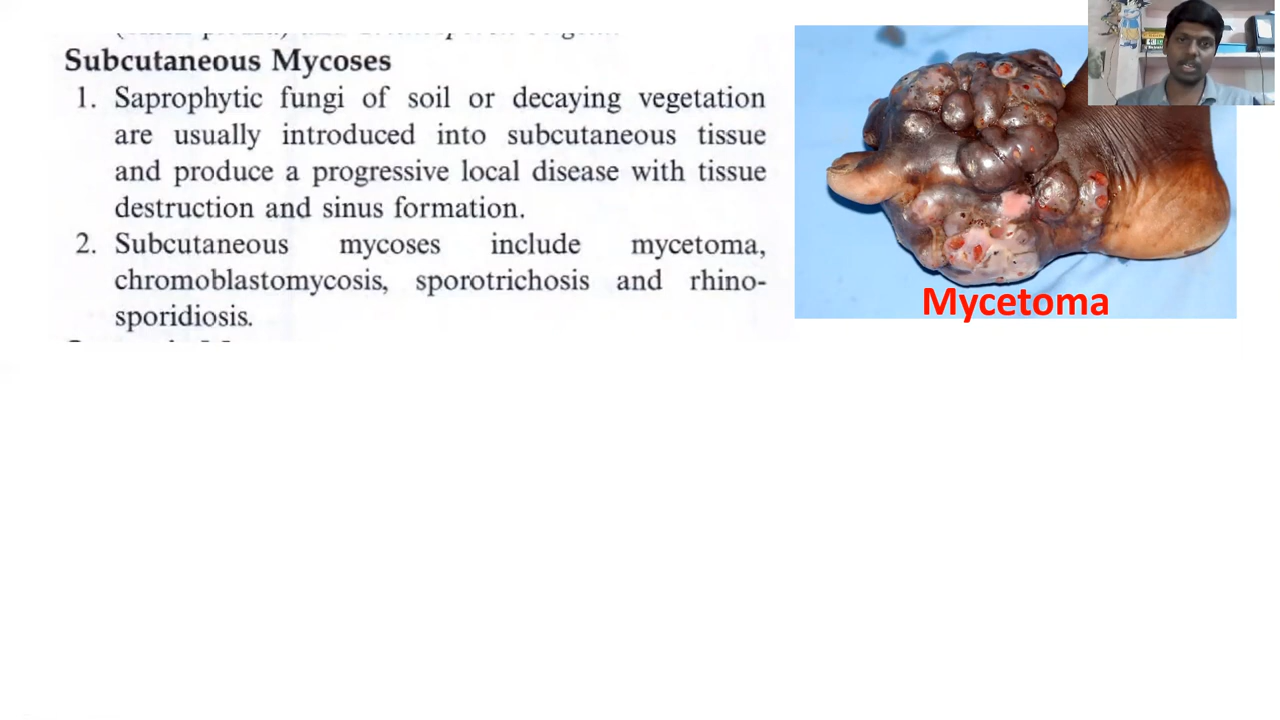 Subcutaneous Mycoses
1. Saprophytic fungi of soil or decaying vegetation
are usually introduced into subcutaneous tissue
and produce a progressive local disease with tissue
destruction and sinus formation.
2. Subcutaneous mycoses include mycetoma,
chromoblastomycosis, sporotrichosis and rhino-
sporidiosis.
Mycetoma